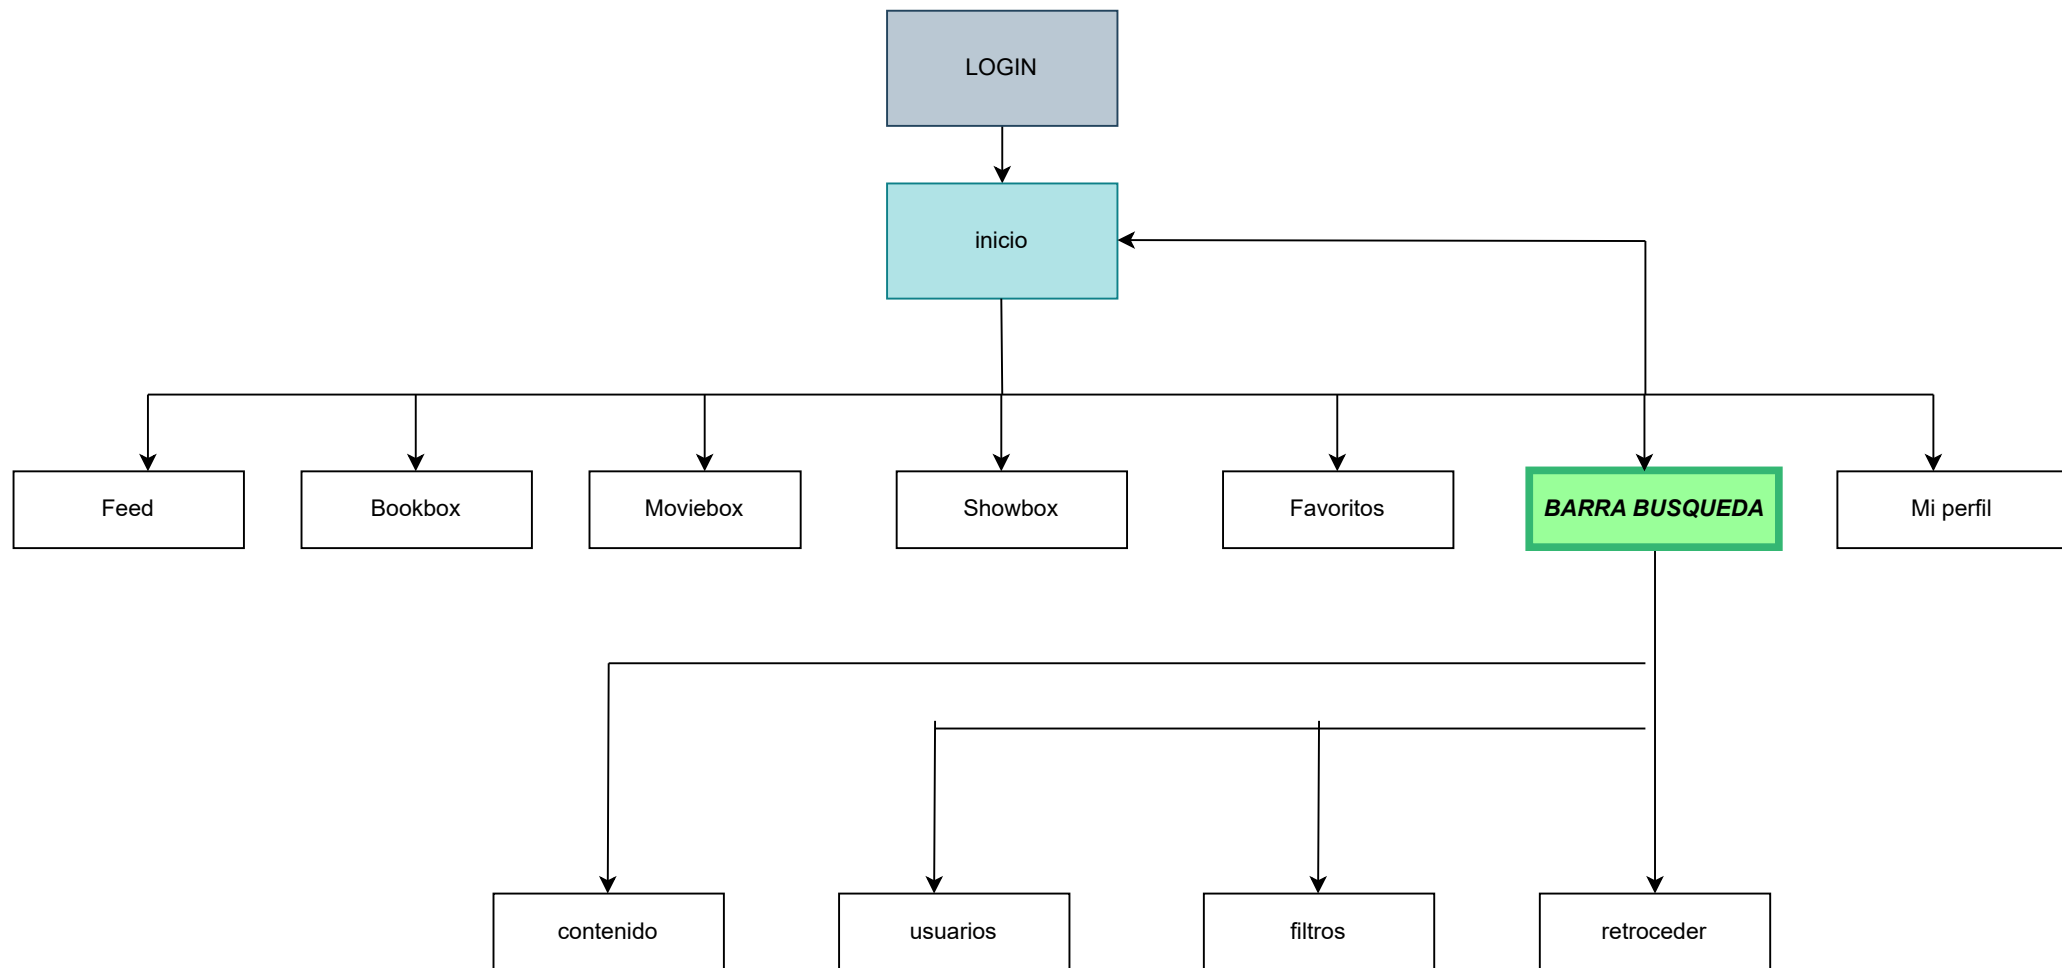 LOGIN
inicio
Feed
Bookbox
Moviebox
Showbox
Favoritos
BARRA BUSQUEDA
Mi perfil
contenido
usuarios
filtros
retroceder